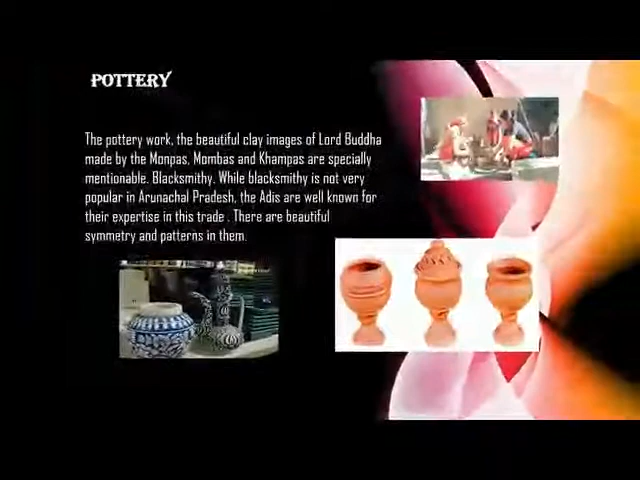 POTTERY
The pottery work, the beautiful clay images of Lord Buddha
made by the Monpas, Mombas and Khampas are specially
mentionable. Blacksmithy. While blacksmithy is not very
popular in Arunachal Pradesh, the Adis are well known for
their expertise in this trade . There are beautiful
symmetry and patterns in them.